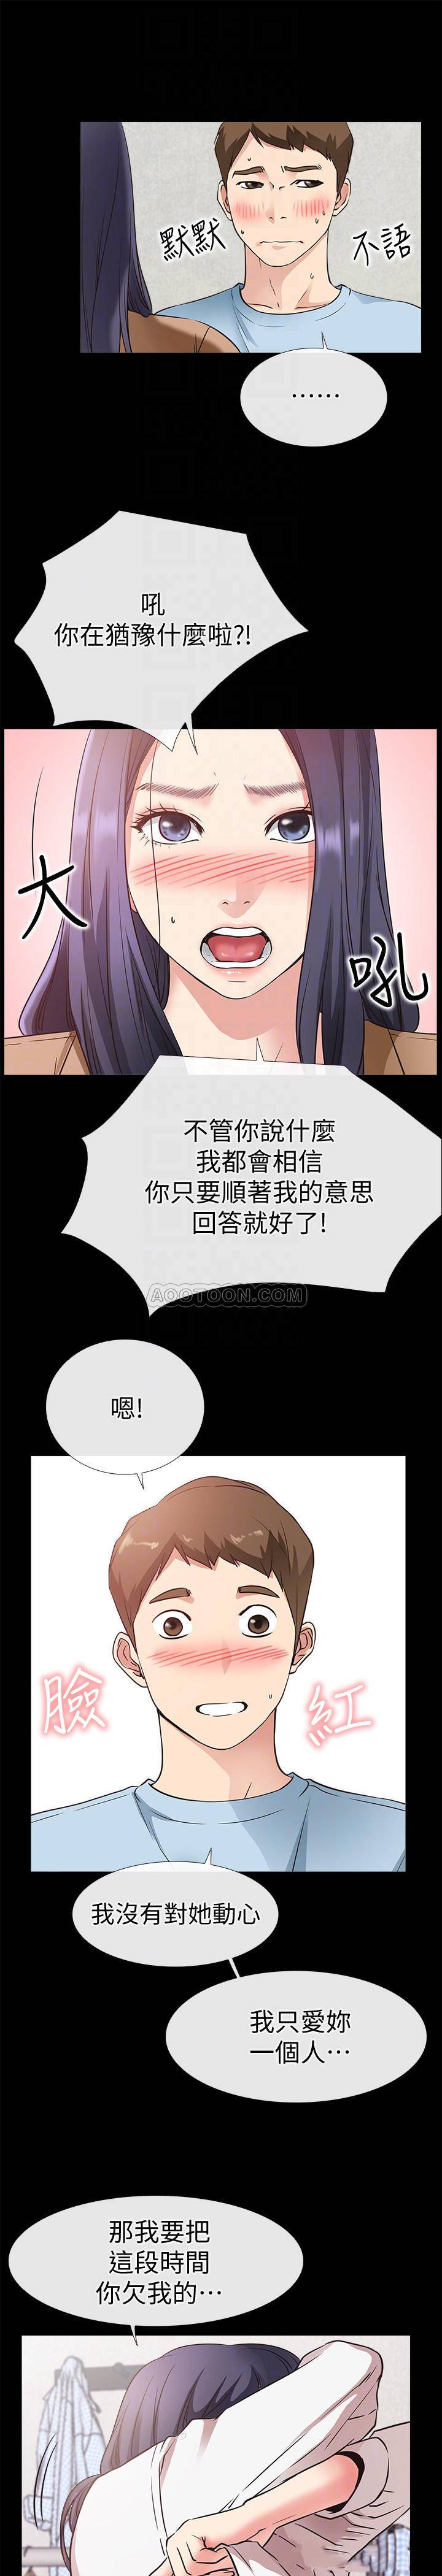 默默
不語
……
吼
你在猶豫什麼啦?!
大
吼
不管你說什麼
我都會相信
你只要順著我的意思
回答就好了!
AOOTOON.COM
嗯!
臉
紅
我沒有對她動心
我只愛妳
一個人…
那我要把
這段時間
你欠我的…